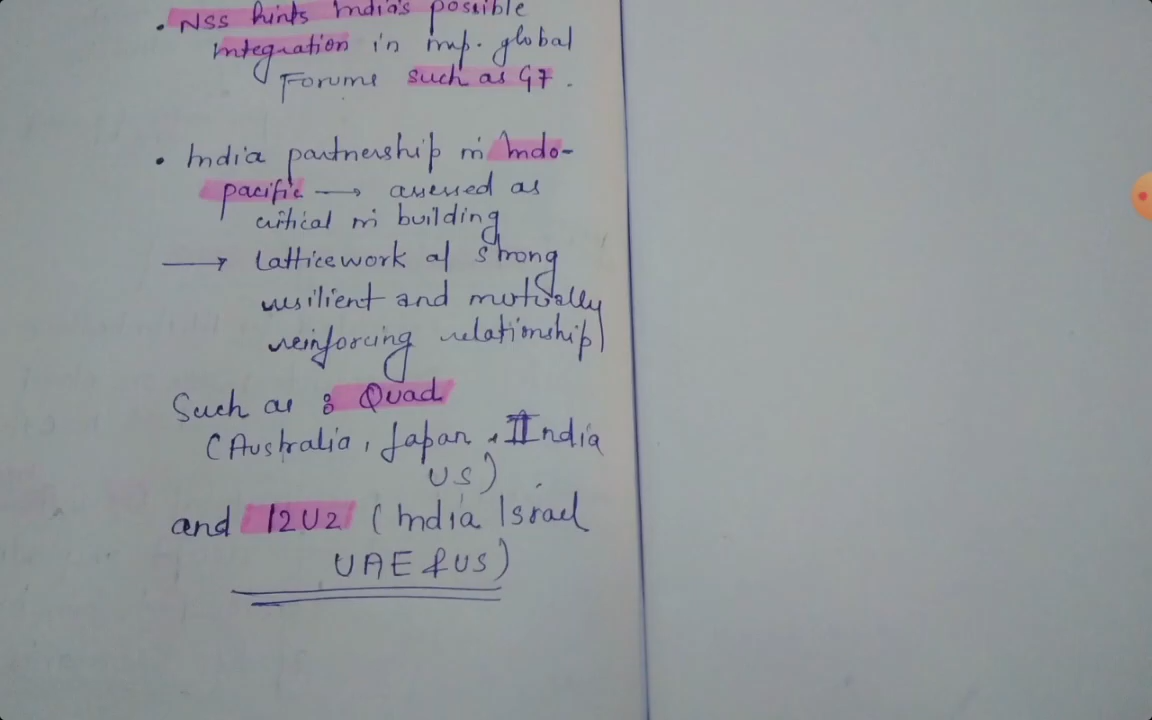 • NSS hints India's possible
integration in imp. global
Forums such as G7.
• India partnership in Indo-
pacific → assessed as
critical in building
→ Latticework of strong
resilient and mutually
reinforcing relationship
Such as : Quad
(Australia, Japan, India
US)
and I2U2 (India Israel
UAE & US)